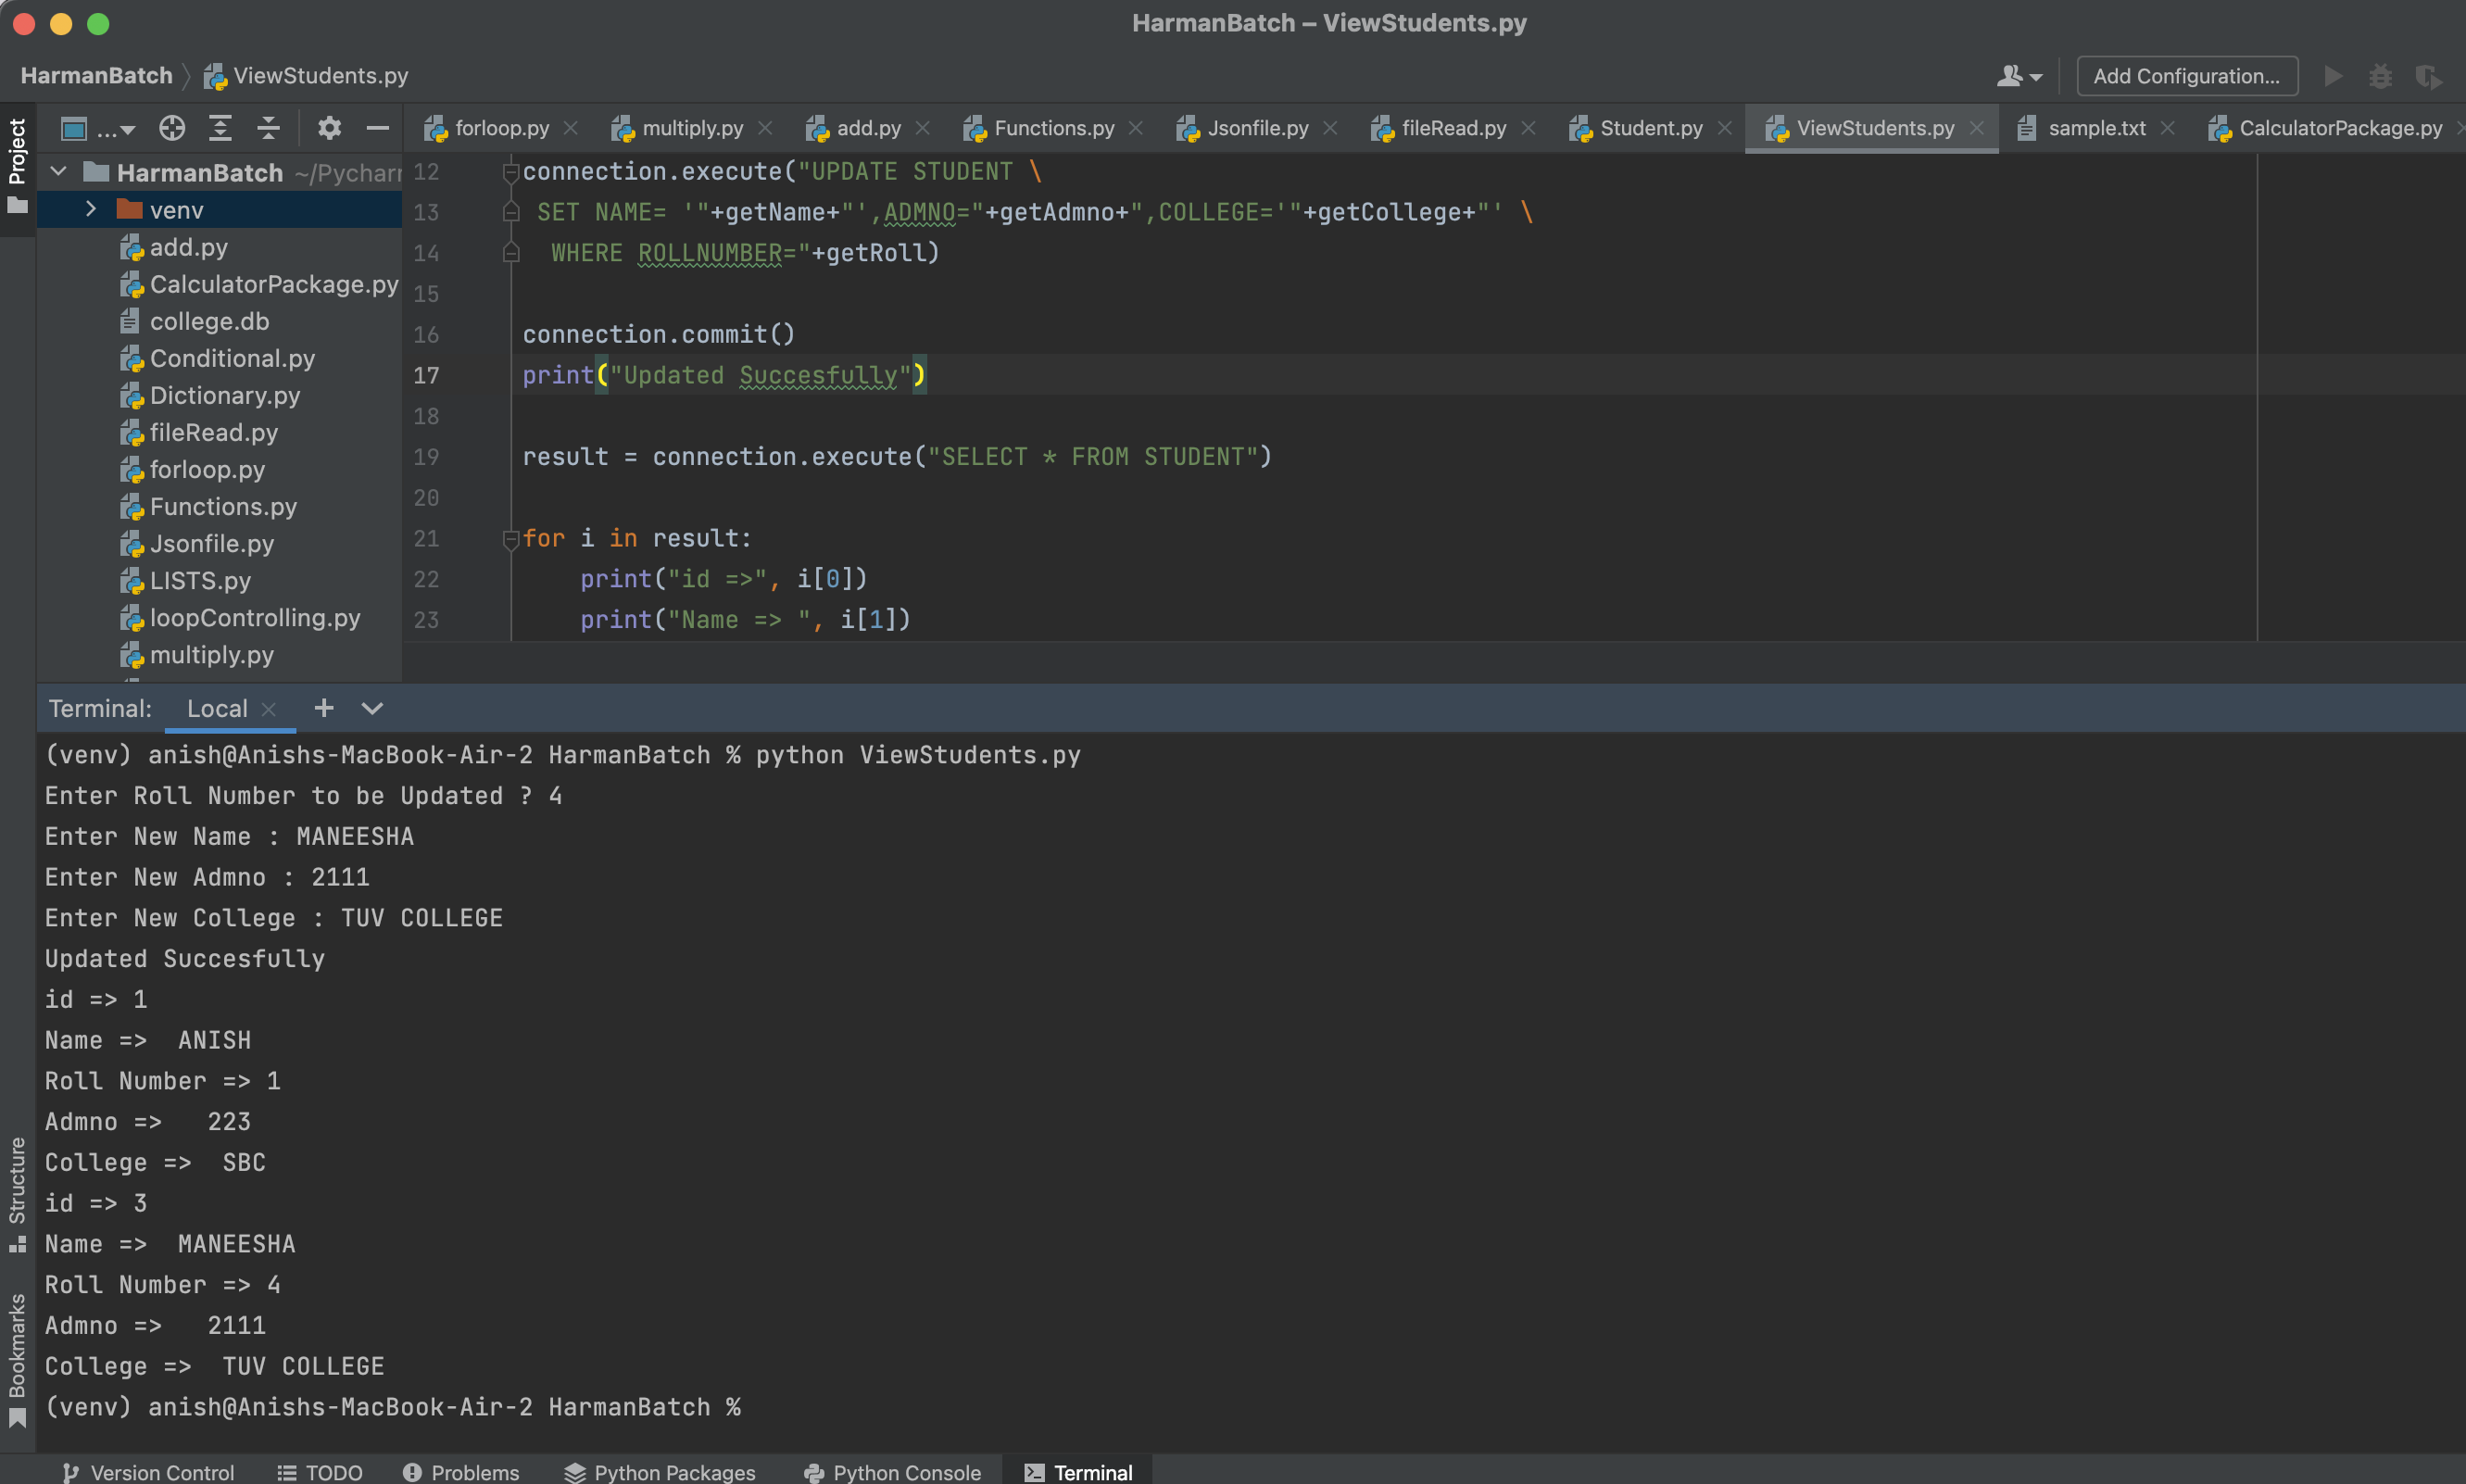 HarmanBatch – ViewStudents.py
HarmanBatch
ViewStudents.py
Add Configuration...
Project
...
forloop.py
multiply.py
add.py
Functions.py
Jsonfile.py
fileRead.py
Student.py
ViewStudents.py
sample.txt
CalculatorPackage.py
HarmanBatch ~/Pychar
venv
add.py
CalculatorPackage.py
college.db
Conditional.py
Dictionary.py
fileRead.py
forloop.py
Functions.py
Jsonfile.py
LISTS.py
loopControlling.py
multiply.py
12 connection.execute("UPDATE STUDENT \
13 SET NAME= '"+getName+"',ADMNO="+getAdmno+",COLLEGE='"+getCollege+"' \
14 WHERE ROLLNUMBER="+getRoll)
15
16 connection.commit()
17 print("Updated Succesfully")
18
19 result = connection.execute("SELECT * FROM STUDENT")
20
21 for i in result:
22 print("id =>", i[0])
23 print("Name => ", i[1])
Terminal: Local
(venv) anish@Anishs-MacBook-Air-2 HarmanBatch % python ViewStudents.py
Enter Roll Number to be Updated ? 4
Enter New Name : MANEESHA
Enter New Admno : 2111
Enter New College : TUV COLLEGE
Updated Succesfully
id => 1
Name =>  ANISH
Roll Number => 1
Admno =>   223
College =>  SBC
id => 3
Name =>  MANEESHA
Roll Number => 4
Admno =>   2111
College =>  TUV COLLEGE
(venv) anish@Anishs-MacBook-Air-2 HarmanBatch %
Structure
Bookmarks
Version Control
TODO
Problems
Python Packages
Python Console
Terminal